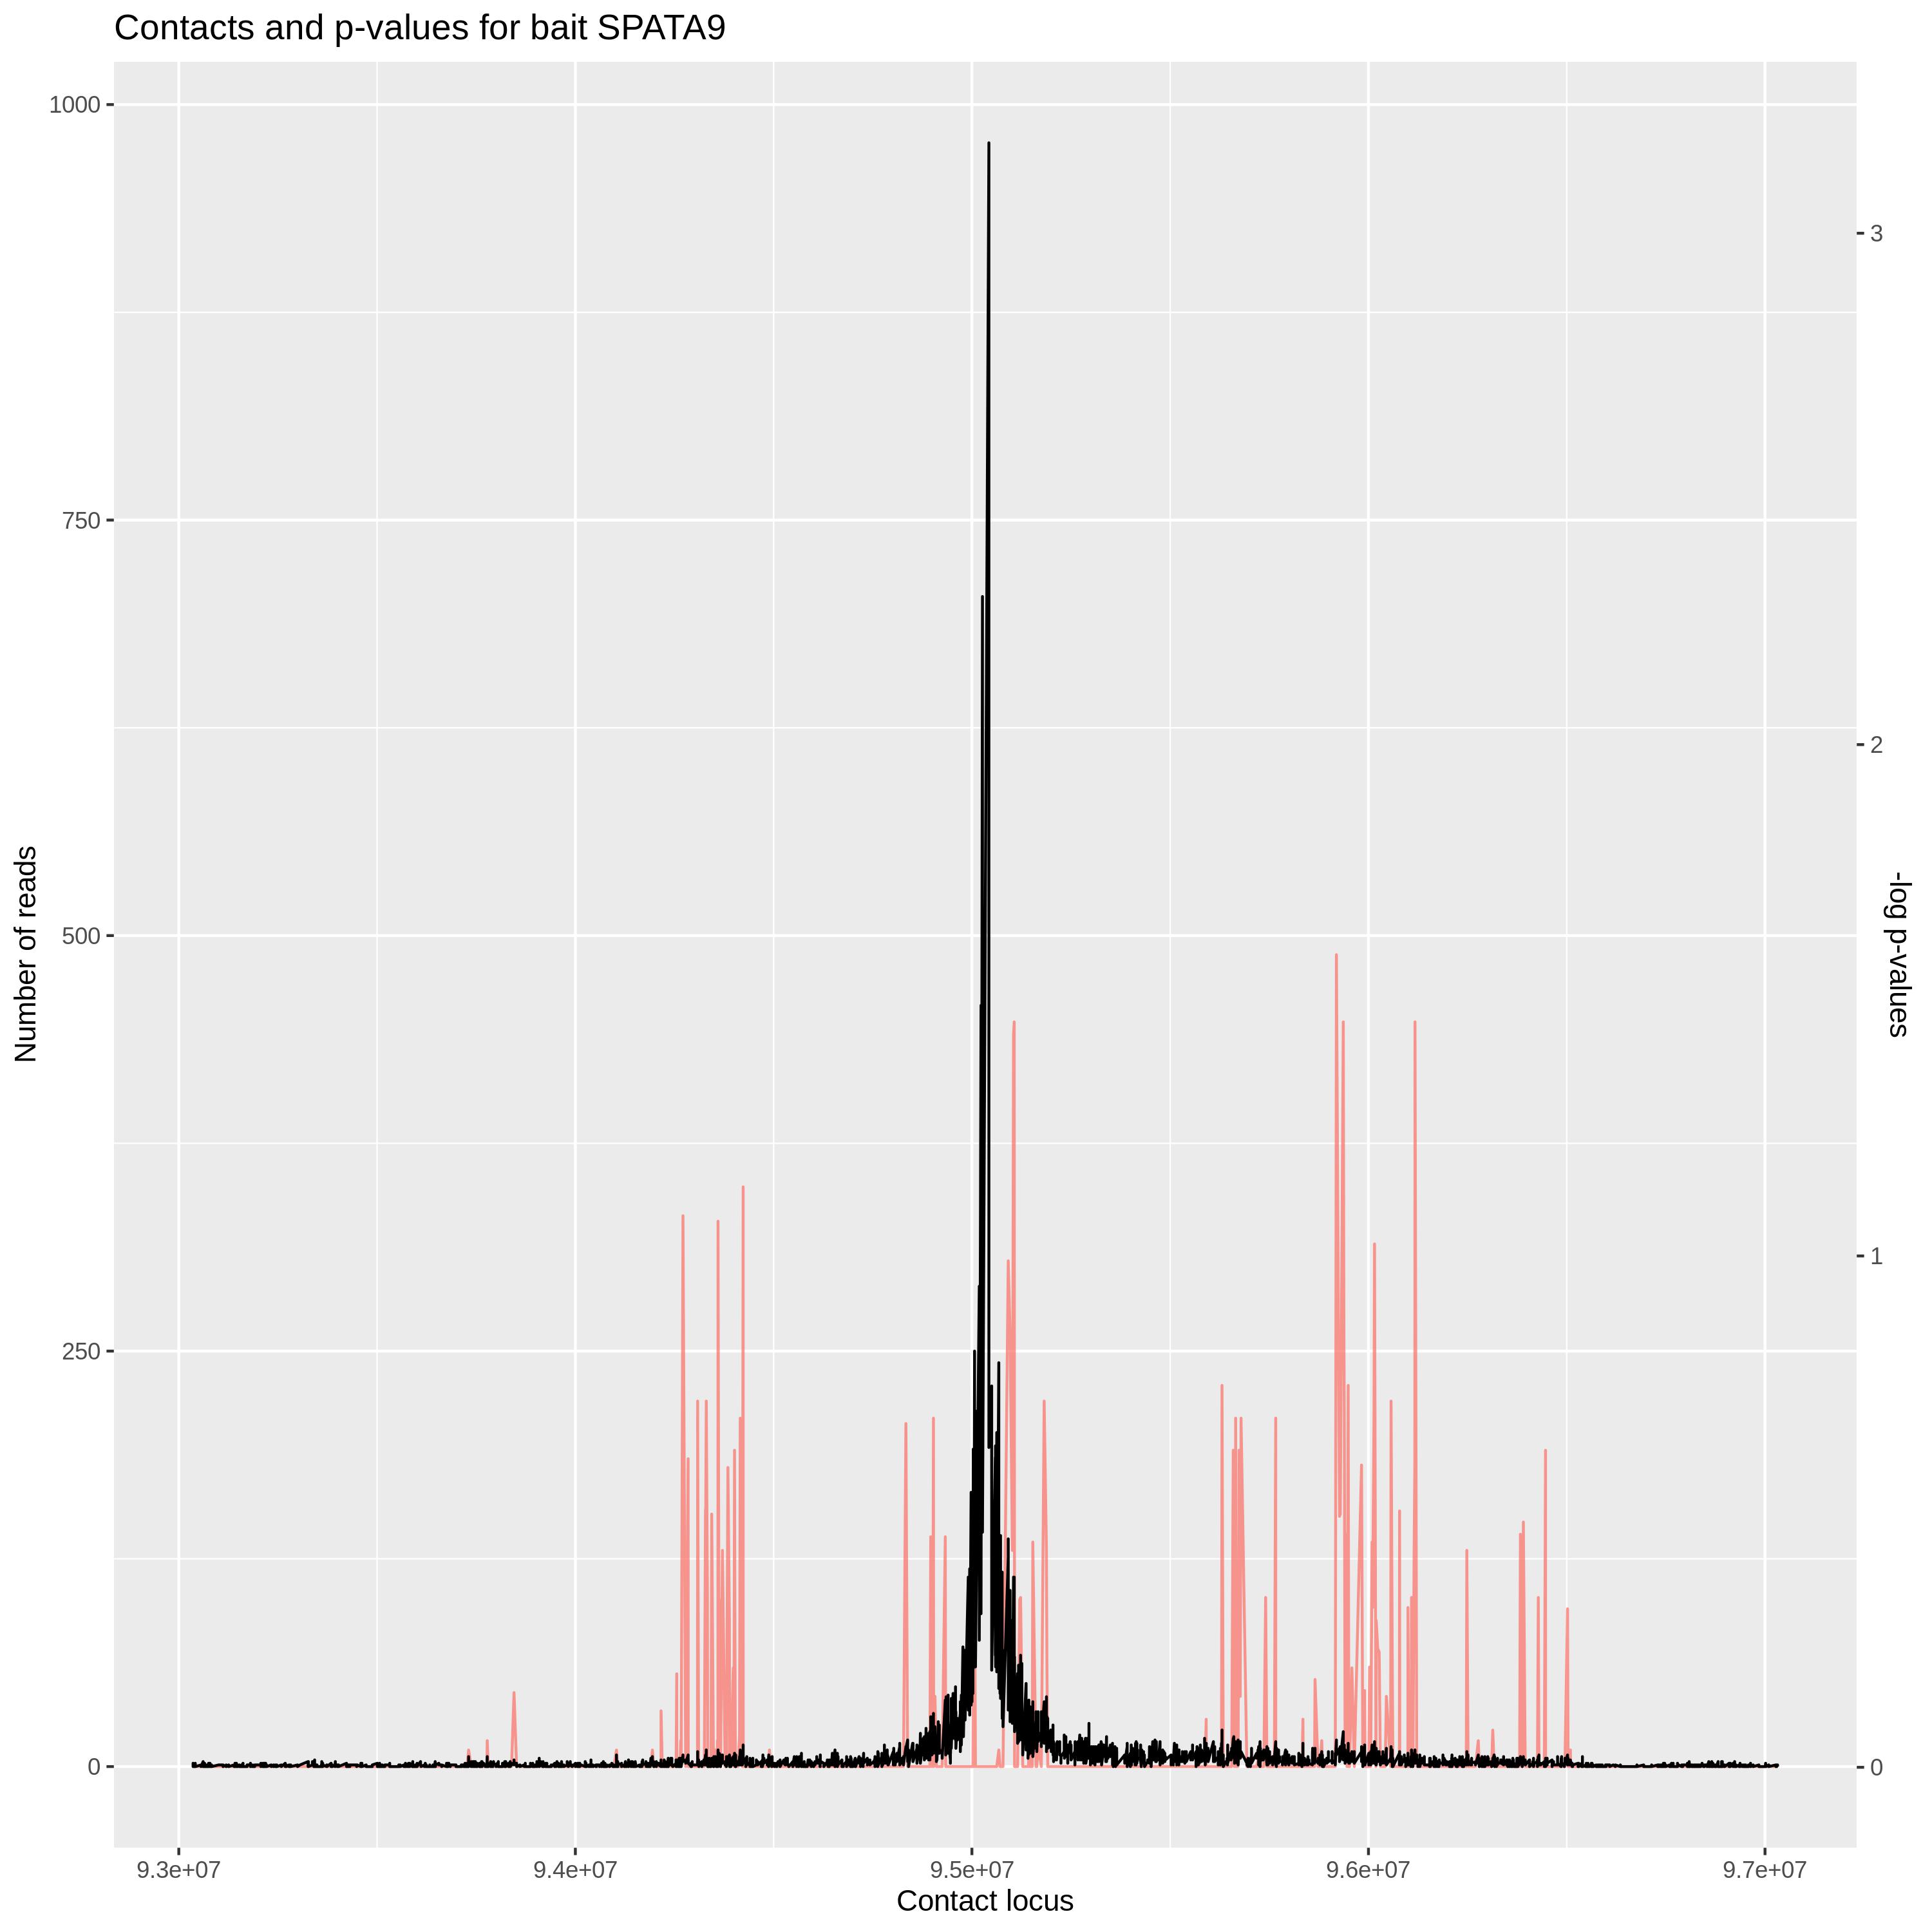 Contacts and p-values for bait SPATA9
1000
750
500
250
0
Number of reads
3
2
1
0
-log p-values
9.3e+07
9.4e+07
9.5e+07
9.6e+07
9.7e+07
Contact locus